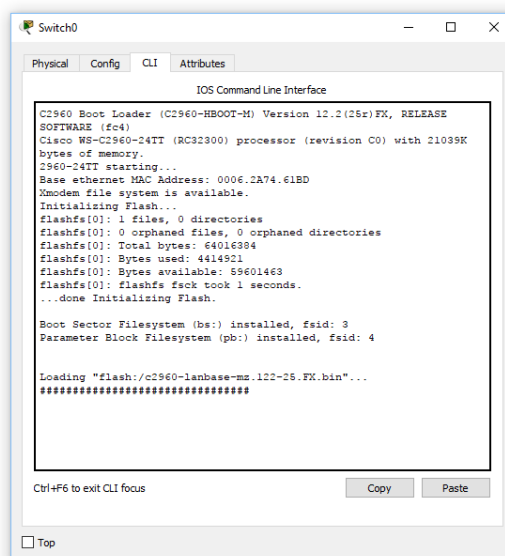 Switch0
Physical Config CLI Attributes
IOS Command Line Interface
C2960 Boot Loader (C2960-HBOOT-M) Version 12.2(25r)FX, RELEASE
SOFTWARE (fc4)
Cisco WS-C2960-24TT (RC32300) processor (revision C0) with 21039K
bytes of memory.
2960-24TT starting...
Base ethernet MAC Address: 0006.2A74.61BD
Xmodem file system is available.
Initializing Flash...
flashfs[0]: 1 files, 0 directories
flashfs[0]: 0 orphaned files, 0 orphaned directories
flashfs[0]: Total bytes: 64016384
flashfs[0]: Bytes used: 4414921
flashfs[0]: Bytes available: 59601463
flashfs[0]: flashfs fsck took 1 seconds.
...done Initializing Flash.
Boot Sector Filesystem (bs:) installed, fsid: 3
Parameter Block Filesystem (pb:) installed, fsid: 4
Loading "flash:/c2960-lanbase-mz.122-25.FX.bin"...
################################
Ctrl+F6 to exit CLI focus
Copy Paste
Top